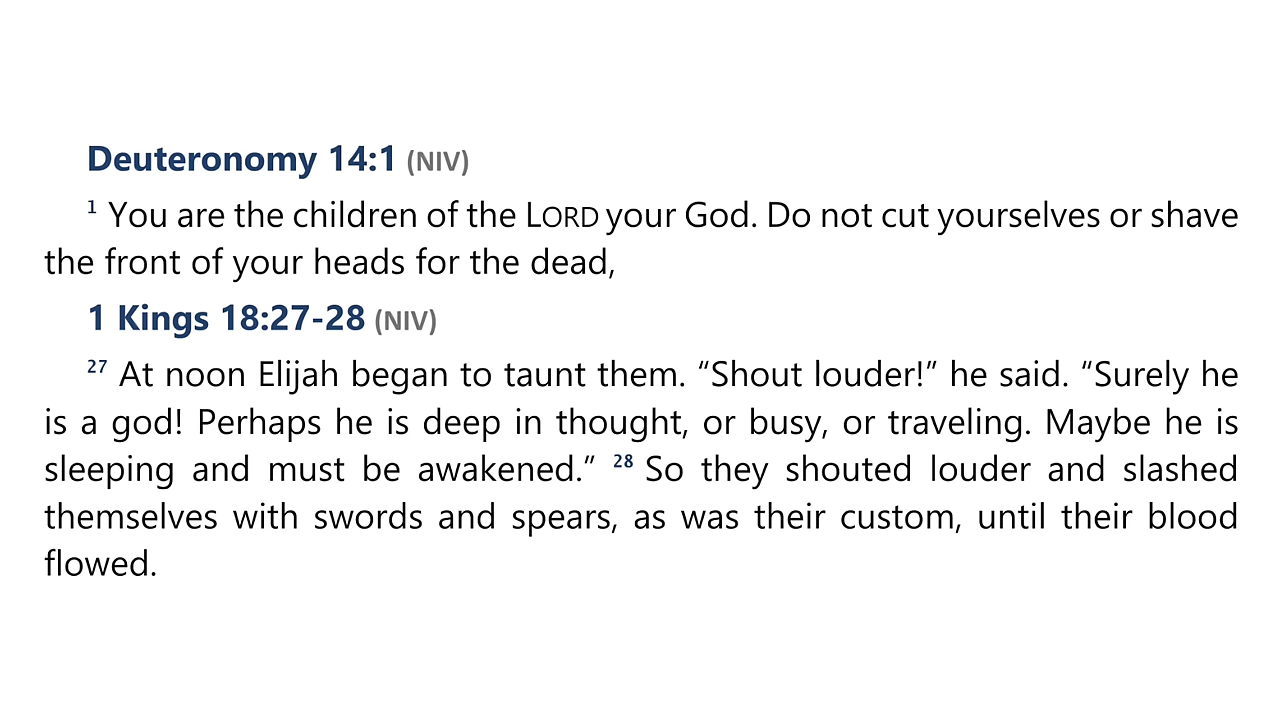 Deuteronomy 14:1 (NIV)
1 You are the children of the LORD your God. Do not cut yourselves or shave
the front of your heads for the dead,
1 Kings 18:27-28 (NIV)
27 At noon Elijah began to taunt them. “Shout louder!” he said. “Surely he
is a god! Perhaps he is deep in thought, or busy, or traveling. Maybe he is
sleeping and must be awakened.” 28 So they shouted louder and slashed
themselves with swords and spears, as was their custom, until their blood
flowed.